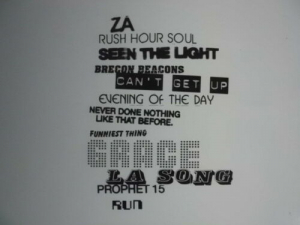 ZA
RUSH HOUR SOUL
SEEN THE LIGHT
BRECON BEACONS
CAN'T GET UP
EVENING OF THE DAY
NEVER DONE NOTHING
LIKE THAT BEFORE.
FUNNIEST THING
GRACE
LA SONG
PROPHET 15
RUN